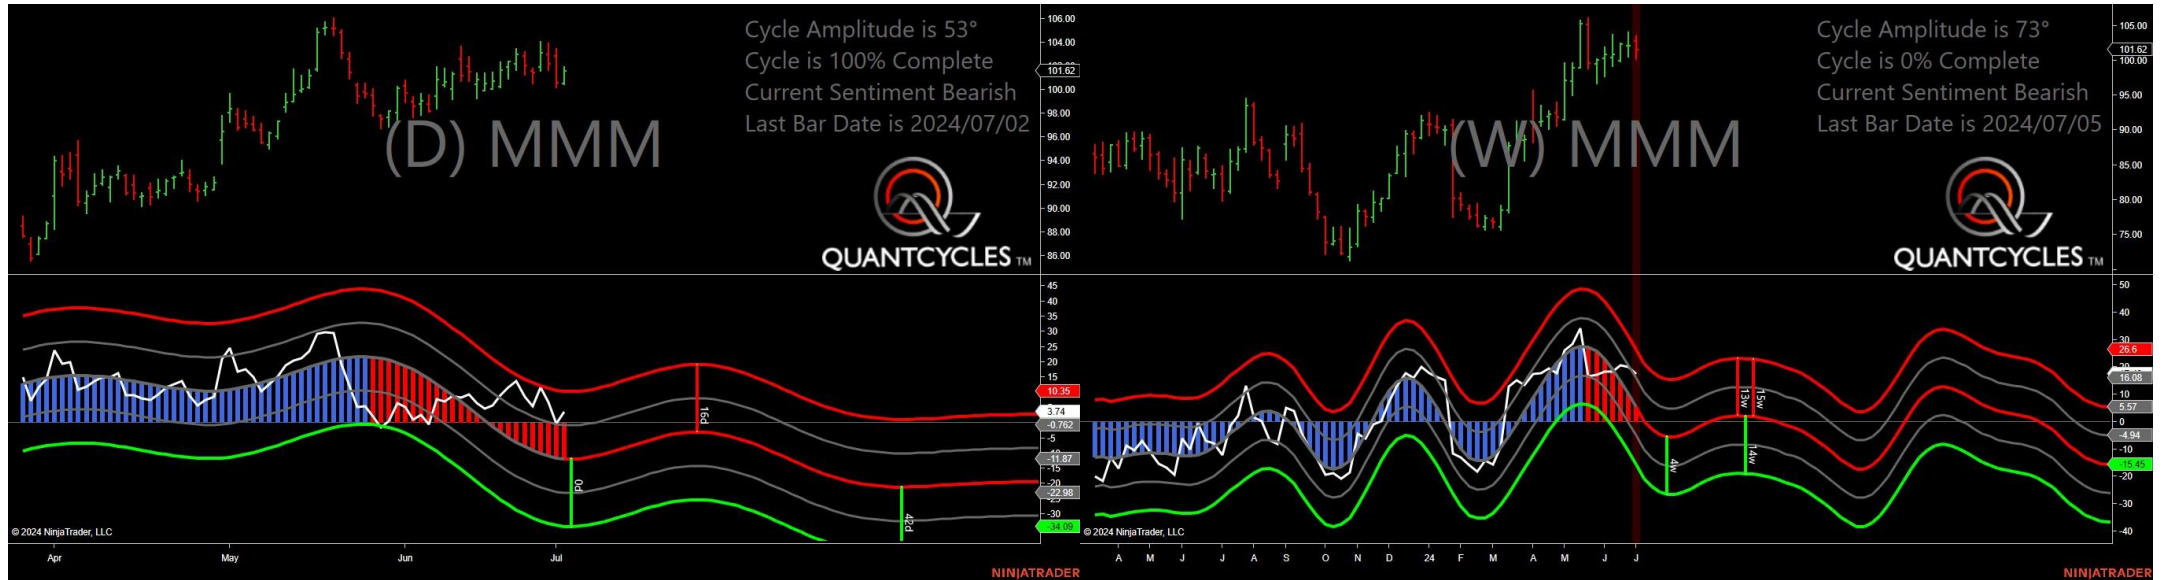 Cycle Amplitude is 53°
Cycle is 100% Complete
Current Sentiment Bearish
Last Bar Date is 2024/07/02
(D) MMM
QUANTCYCLES TM
106.00
104.00
101.62
100.00
98.00
96.00
94.00
92.00
90.00
88.00
86.00
45
40
35
30
25
20
15
10.35
3.74
-0.762
-5
-11.87
-15
-20
-22.98
-30
-34.09
0d
16d
42d
© 2024 NinjaTrader, LLC
Apr May Jun Jul
NINJATRADER
Cycle Amplitude is 73°
Cycle is 0% Complete
Current Sentiment Bearish
Last Bar Date is 2024/07/05
(W) MMM
QUANTCYCLES TM
105.00
101.62
100.00
95.00
90.00
85.00
80.00
75.00
50
40
30
26.6
16.08
10
5.57
0
-4.94
-10
-15.45
-20
-30
-40
4w
13w
15w
14w
© 2024 NinjaTrader, LLC
A M J J A S O N D 24 F M A M J J
NINJATRADER